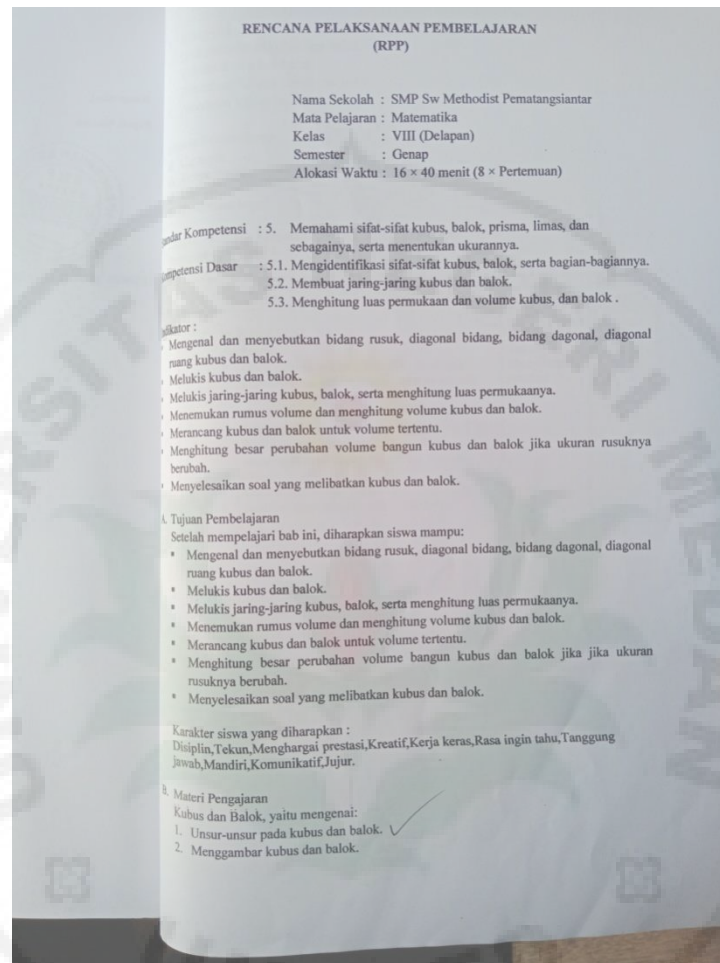 RENCANA PELAKSANAAN PEMBELAJARAN
(RPP)
Nama Sekolah : SMP Sw Methodist Pematangsiantar
Mata Pelajaran : Matematika
Kelas : VIII (Delapan)
Semester : Genap
Alokasi Waktu : 16 × 40 menit (8 × Pertemuan)
Kompetensi : 5. Memahami sifat-sifat kubus, balok, prisma, limas, dan
sebagainya, serta menentukan ukurannya.
Dasar : 5.1. Mengidentifikasi sifat-sifat kubus, balok, serta bagian-bagiannya.
5.2. Membuat jaring-jaring kubus dan balok.
5.3. Menghitung luas permukaan dan volume kubus, dan balok .
Mengenal dan menyebutkan bidang rusuk, diagonal bidang, bidang dagonal, diagonal
ruang kubus dan balok.
Melukis kubus dan balok.
Melukis jaring-jaring kubus, balok, serta menghitung luas permukaanya.
Menemukan rumus volume dan menghitung volume kubus dan balok.
Merancang kubus dan balok untuk volume tertentu.
Menghitung besar perubahan volume bangun kubus dan balok jika ukuran rusuknya
berubah.
Menyelesaikan soal yang melibatkan kubus dan balok.
Tujuan Pembelajaran
Setelah mempelajari bab ini, diharapkan siswa mampu:
▪ Mengenal dan menyebutkan bidang rusuk, diagonal bidang, bidang dagonal, diagonal
ruang kubus dan balok.
▪ Melukis kubus dan balok.
▪ Melukis jaring-jaring kubus, balok, serta menghitung luas permukaanya.
▪ Menemukan rumus volume dan menghitung volume kubus dan balok.
▪ Merancang kubus dan balok untuk volume tertentu.
▪ Menghitung besar perubahan volume bangun kubus dan balok jika jika ukuran
rusuknya berubah.
▪ Menyelesaikan soal yang melibatkan kubus dan balok.
Karakter siswa yang diharapkan :
Disiplin,Tekun,Menghargai prestasi,Kreatif,Kerja keras,Rasa ingin tahu,Tanggung
jawab,Mandiri,Komunikatif,Jujur.
B. Materi Pengajaran
Kubus dan Balok, yaitu mengenai:
1. Unsur-unsur pada kubus dan balok.
2. Menggambar kubus dan balok.